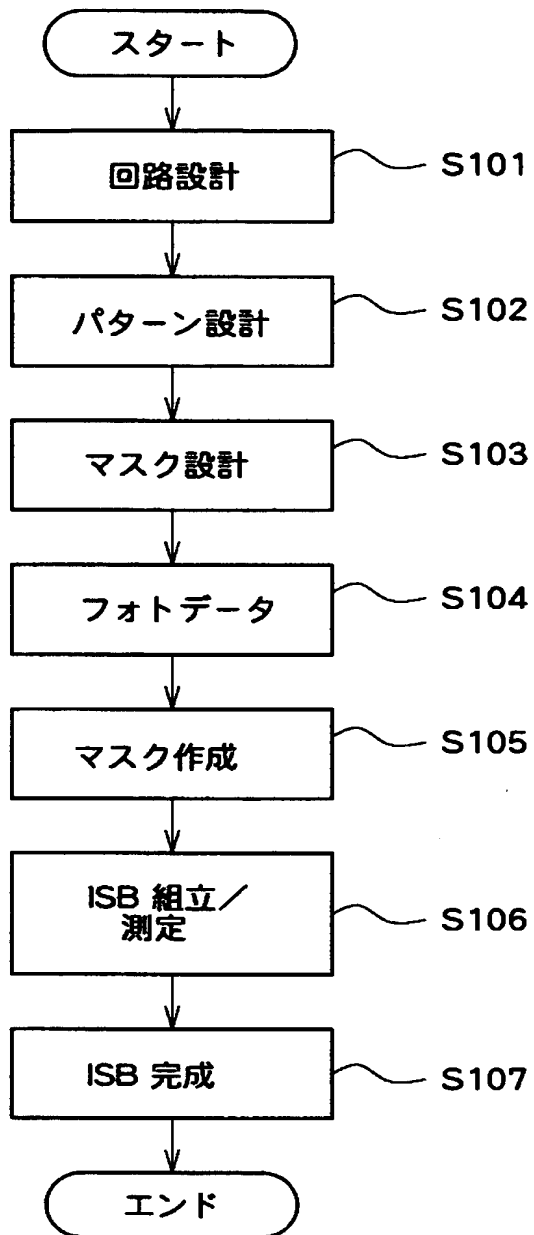 スタート
回路設計
S101
パターン設計
S102
マスク設計
S103
フォトデータ
S104
マスク作成
S105
ISB 組立／
測定
S106
ISB 完成
S107
エンド